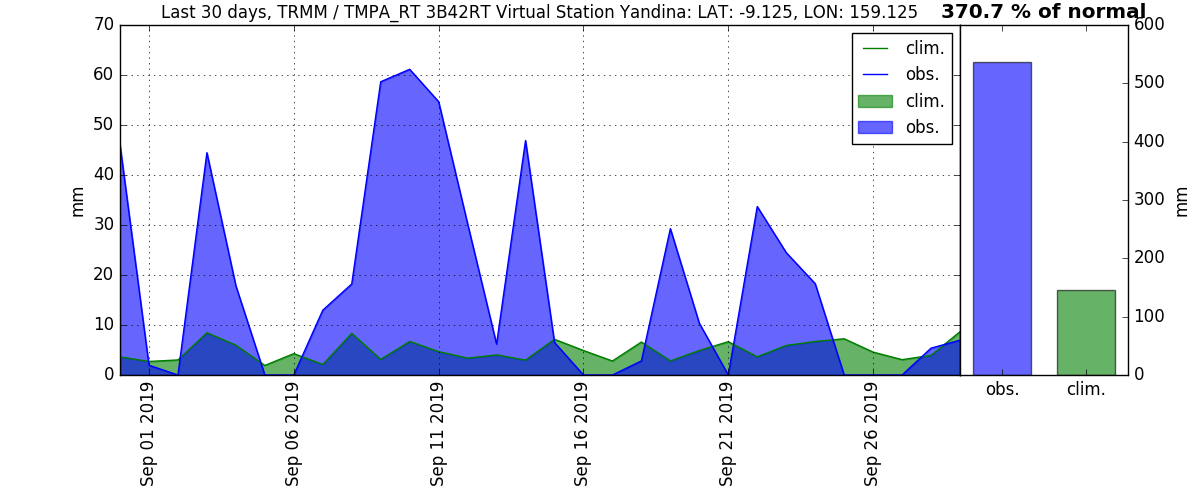 Last 30 days, TRMM / TMPA_RT 3B42RT Virtual Station Yandina: LAT: -9.125, LON: 159.125
370.7 % of normal
70
60
50
40
30
20
10
0
mm
clim.
obs.
clim.
obs.
Sep 01 2019
Sep 06 2019
Sep 11 2019
Sep 16 2019
Sep 21 2019
Sep 26 2019
600
500
400
300
200
100
0
mm
obs.
clim.